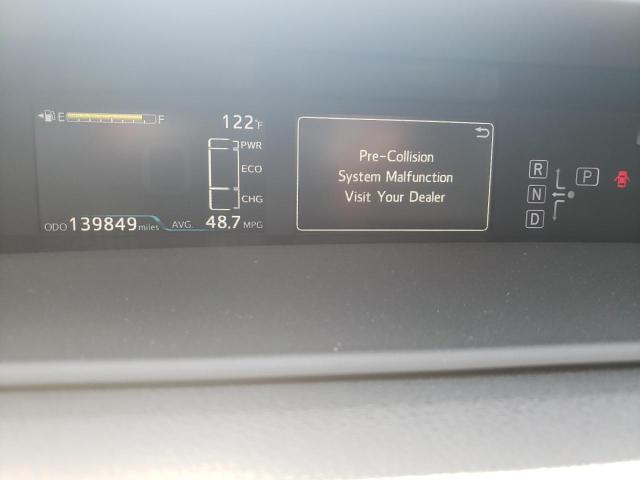 E F
122°F
PWR
ECO
CHG
ODO 139849 miles AVG. 48.7 MPG
Pre-Collision
System Malfunction
Visit Your Dealer
R
N
D
P